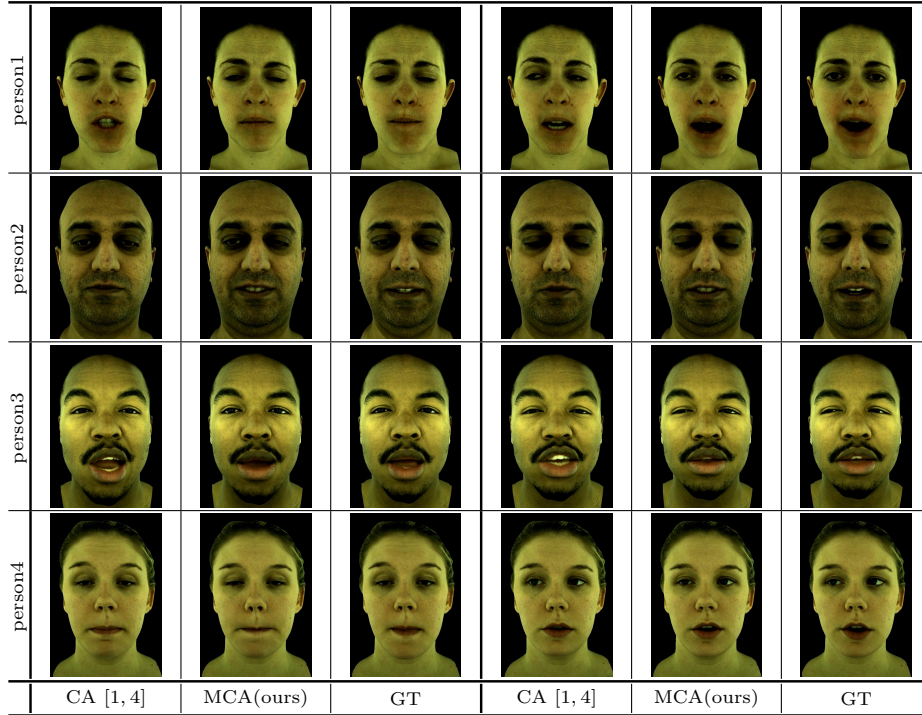 person1
person2
person3
person4
CA [1, 4] MCA(ours) GT CA [1, 4] MCA(ours) GT